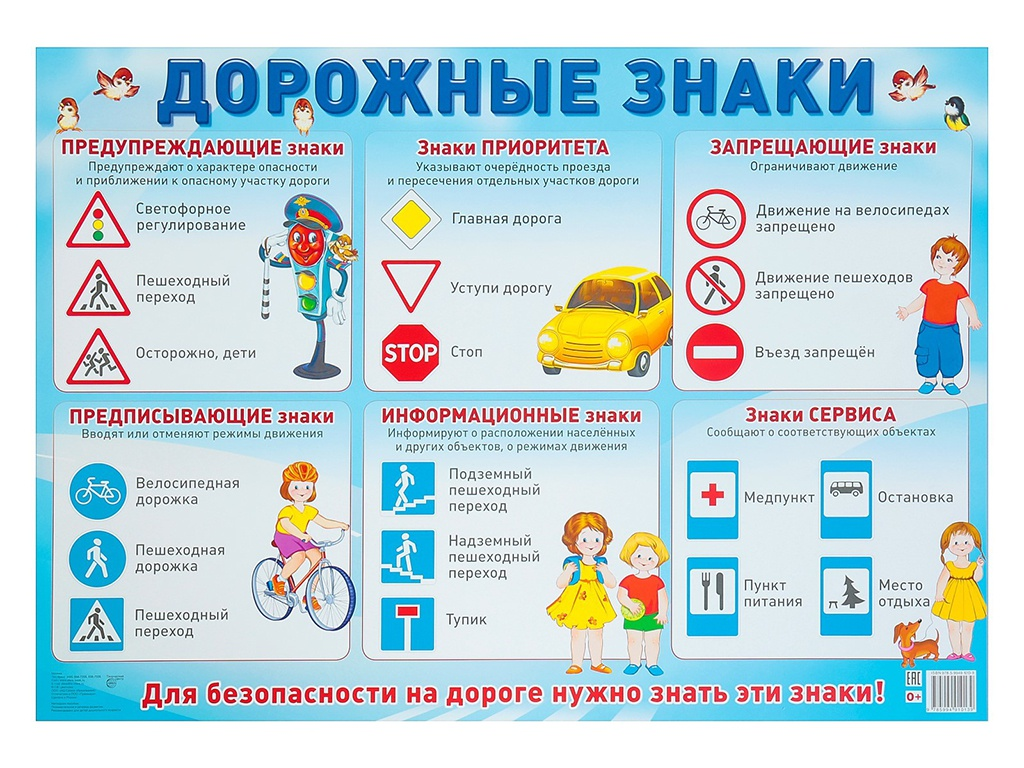 ДОРОЖНЫЕ ЗНАКИ
ПРЕДУПРЕЖДАЮЩИЕ знаки
Предупреждают о характере опасности
и приближении к опасному участку дороги
Светофорное
регулирование
Пешеходный
переход
Осторожно, дети
Знаки ПРИОРИТЕТА
Указывают очерёдность проезда
и пересечения отдельных участков дороги
Главная дорога
Уступи дорогу
STOP
Стоп
ЗАПРЕЩАЮЩИЕ знаки
Ограничивают движение
Движение на велосипедах
запрещено
Движение пешеходов
запрещено
Въезд запрещён
ПРЕДПИСЫВАЮЩИЕ знаки
Вводят или отменяют режимы движения
Велосипедная
дорожка
Пешеходная
дорожка
Пешеходный
переход
ИНФОРМАЦИОННЫЕ знаки
Информируют о расположении населённых
и других объектов, о режимах движения
Подземный
пешеходный
переход
Надземный
пешеходный
переход
Тупик
Знаки СЕРВИСА
Сообщают о соответствующих объектах
Медпункт
Остановка
Пункт
питания
Место
отдыха
Для безопасности на дороге нужно знать эти знаки!
EAC
0+